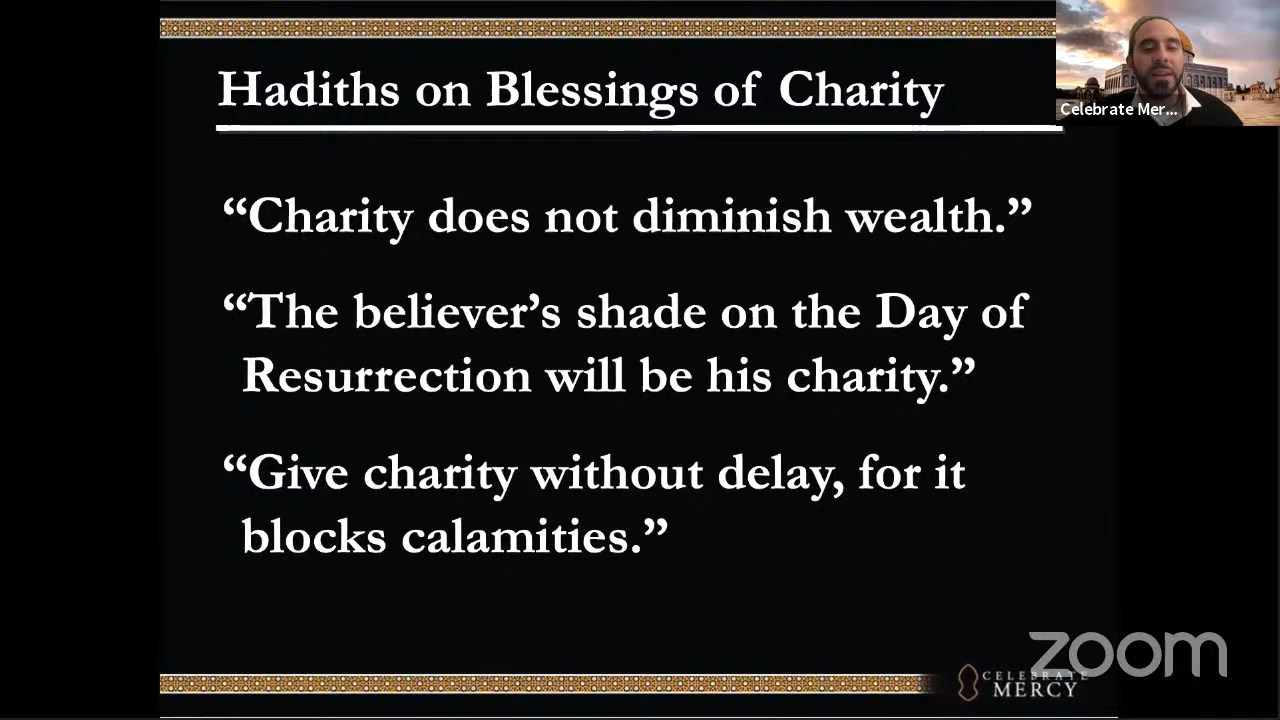 Hadiths on Blessings of Charity
Celebrate Mer...
“Charity does not diminish wealth.”
“The believer’s shade on the Day of
Resurrection will be his charity.”
“Give charity without delay, for it
blocks calamities.”
zoom
CELEBRATE
MERCY